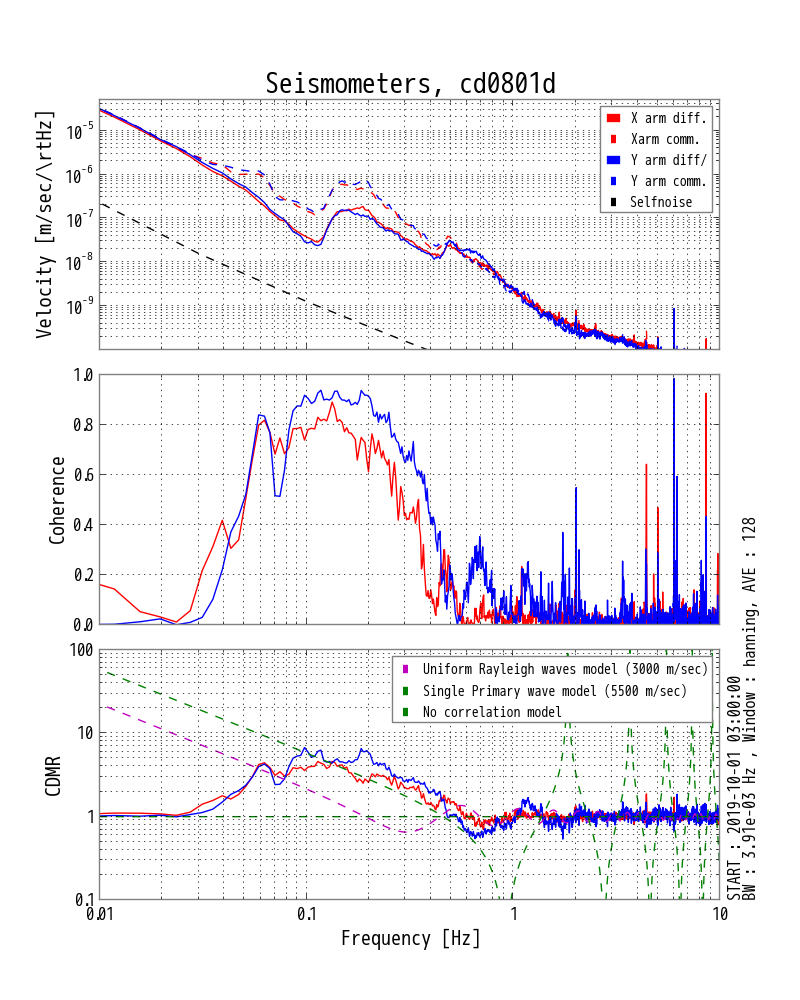 Seismometers, cd0801d
Velocity [m/sec/\rtHz]
10^-5
10^-6
10^-7
10^-8
10^-9
X arm diff.
Xarm comm.
Y arm diff/
Y arm comm.
Selfnoise
Coherence
1.0
0.8
0.6
0.4
0.2
0.0
CDMR
100
10
1
0.1
Uniform Rayleigh waves model (3000 m/sec)
Single Primary wave model (5500 m/sec)
No correlation model
0.01
0.1
1
10
Frequency [Hz]
START : 2019-10-01 03:00:00
BW : 3.91e-03 Hz , Window : hanning, AVE : 128